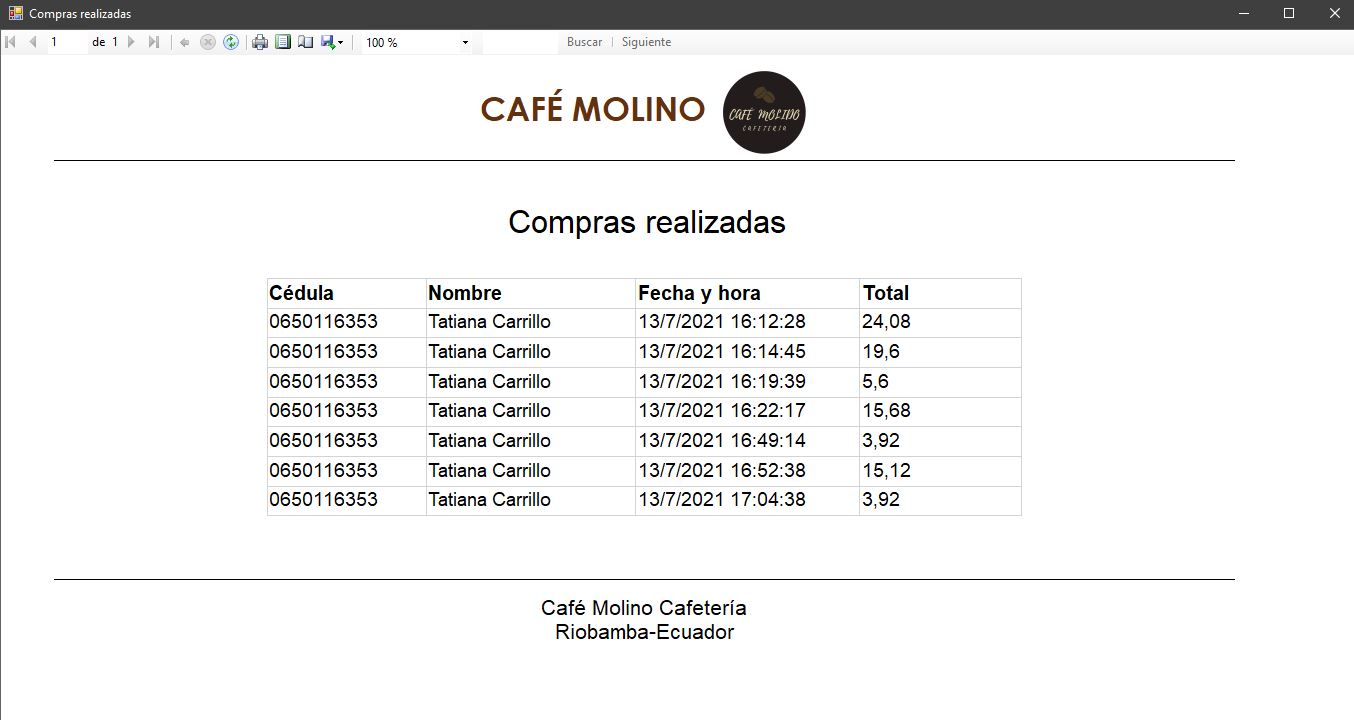 Compras realizadas
1 de 1 100 % Buscar | Siguiente
CAFÉ MOLINO
CAFÉ MOLINO
CAFETERÍA
Compras realizadas
Cédula Nombre Fecha y hora Total
0650116353 Tatiana Carrillo 13/7/2021 16:12:28 24,08
0650116353 Tatiana Carrillo 13/7/2021 16:14:45 19,6
0650116353 Tatiana Carrillo 13/7/2021 16:19:39 5,6
0650116353 Tatiana Carrillo 13/7/2021 16:22:17 15,68
0650116353 Tatiana Carrillo 13/7/2021 16:49:14 3,92
0650116353 Tatiana Carrillo 13/7/2021 16:52:38 15,12
0650116353 Tatiana Carrillo 13/7/2021 17:04:38 3,92
Café Molino Cafetería
Riobamba-Ecuador